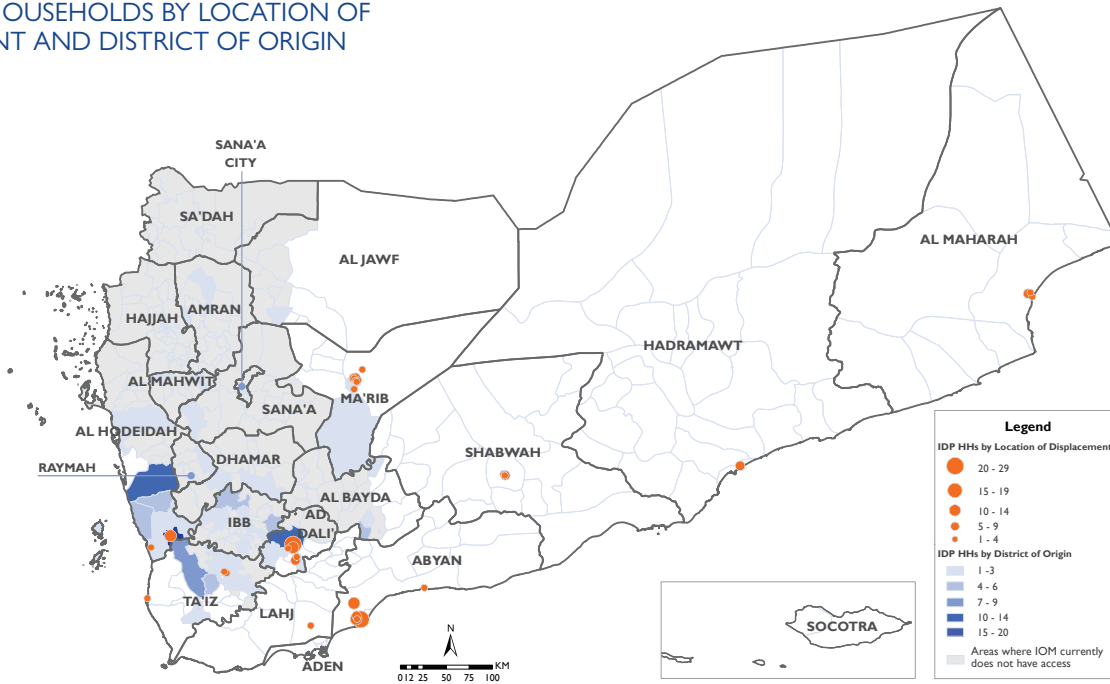 OUSEHOLDS BY LOCATION OF
NT AND DISTRICT OF ORIGIN
SANA'A
CITY
SA'DAH
AL JAWF
AL MAHARAH
HAJJAH
AMRAN
HADRAMAWT
AL MAHWIT
MA'RIB
SANA'A
AL HODEIDAH
SHABWAH
DHAMAR
RAYMAH
AL BAYDA
IBB
AD
DALI'
ABYAN
TA'IZ
LAHJ
ADEN
SOCOTRA
N
KM
012 25 50 75 100
Legend
IDP HHs by Location of Displacement
20 - 29
15 - 19
10 - 14
5 - 9
1 - 4
IDP HHs by District of Origin
1 -3
4 - 6
7 - 9
10 - 14
15 - 20
Areas where IOM currently
does not have access